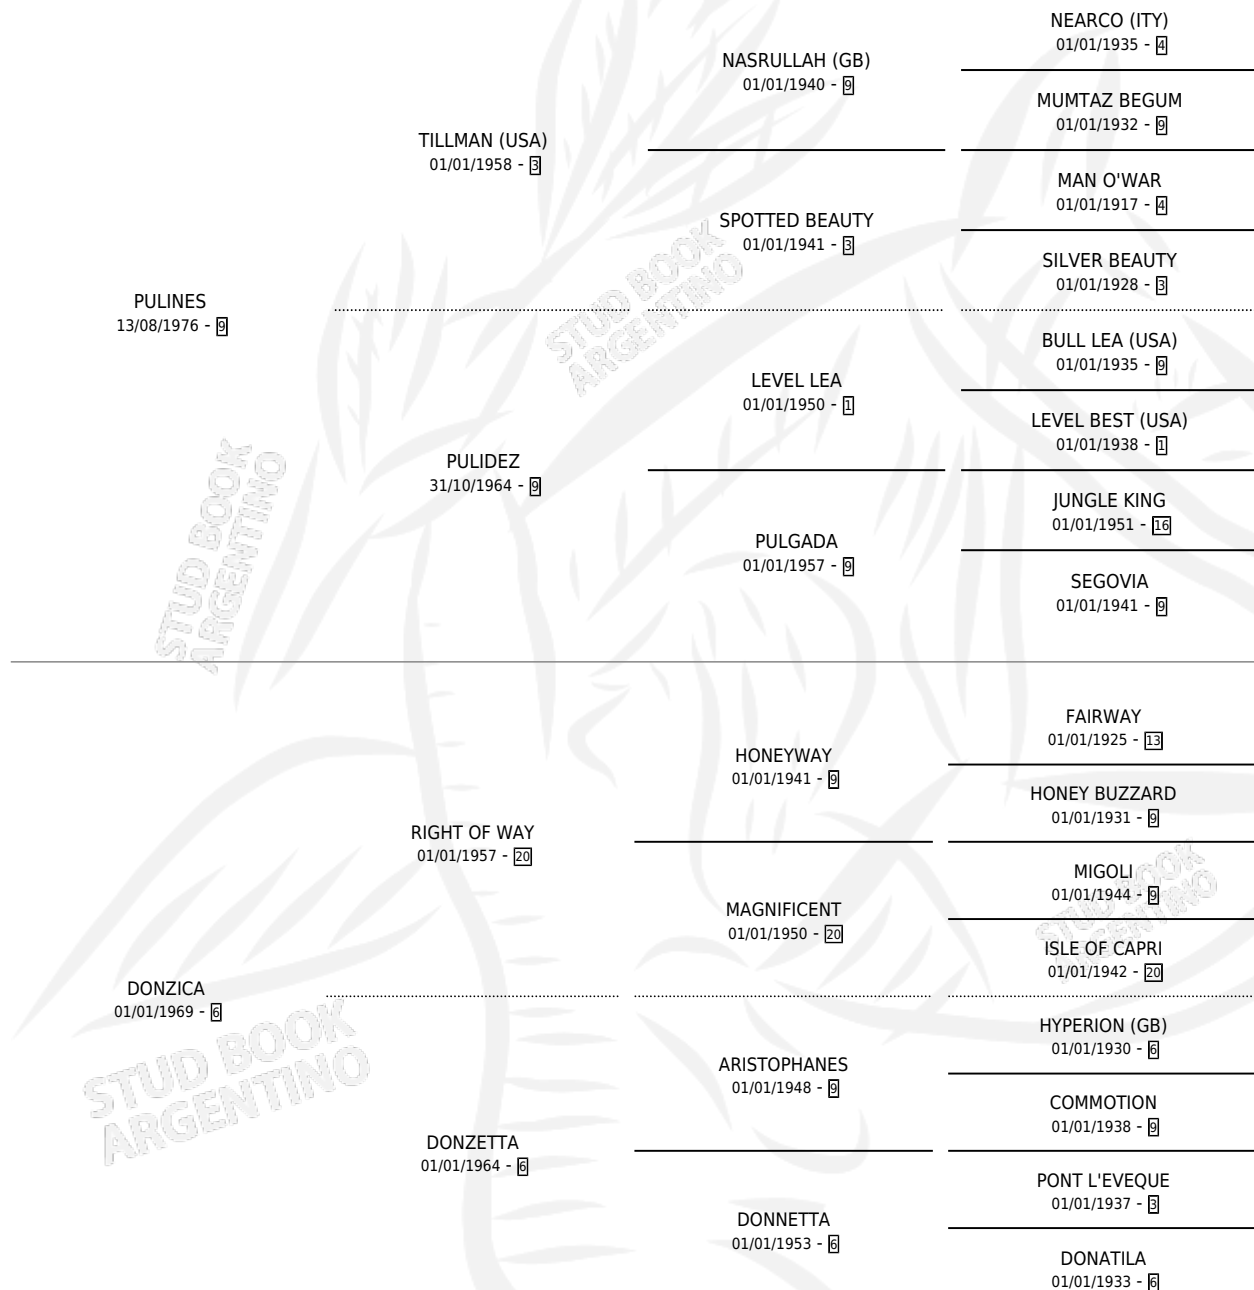 NEARCO (ITY)
01/01/1935 - 4
NASRULLAH (GB)
01/01/1940 - 9
MUMTAZ BEGUM
01/01/1932 - 9
TILLMAN (USA)
01/01/1958 - 3
MAN O'WAR
01/01/1917 - 4
SPOTTED BEAUTY
01/01/1941 - 3
SILVER BEAUTY
01/01/1928 - 3
PULINES
13/08/1976 - 9
BULL LEA (USA)
01/01/1935 - 9
LEVEL LEA
01/01/1950 - 1
LEVEL BEST (USA)
01/01/1938 - 1
PULIDEZ
31/10/1964 - 9
JUNGLE KING
01/01/1951 - 16
PULGADA
01/01/1957 - 9
SEGOVIA
01/01/1941 - 9
FAIRWAY
01/01/1925 - 13
HONEYWAY
01/01/1941 - 9
HONEY BUZZARD
01/01/1931 - 9
RIGHT OF WAY
01/01/1957 - 20
MIGOLI
01/01/1944 - 9
MAGNIFICENT
01/01/1950 - 20
ISLE OF CAPRI
01/01/1942 - 20
DONZICA
01/01/1969 - 6
HYPERION (GB)
01/01/1930 - 6
ARISTOPHANES
01/01/1948 - 9
COMMOTION
01/01/1938 - 9
DONZETTA
01/01/1964 - 6
PONT L'EVEQUE
01/01/1937 - 3
DONNETTA
01/01/1953 - 6
DONATILA
01/01/1933 - 6
STUD BOOK
ARGENTINO
STUD BOOK
ARGENTINO
STUD BOOK
ARGENTINO
STUD BOOK
ARGENTINO